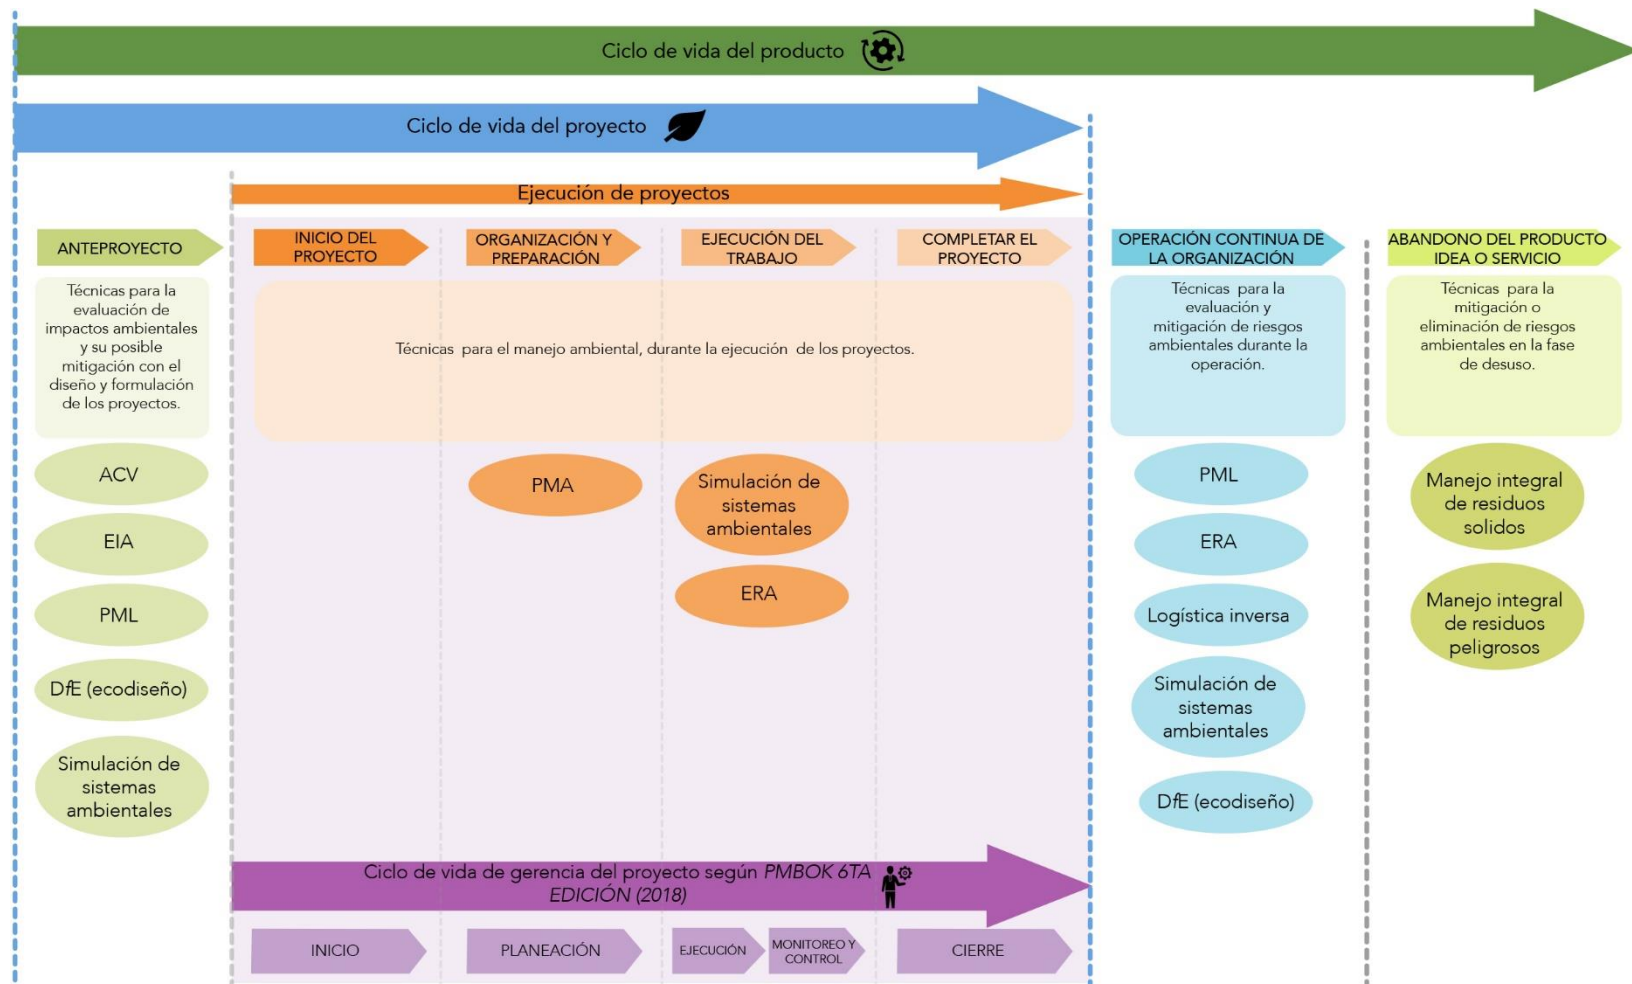 Ciclo de vida del producto
Ciclo de vida del proyecto
Ejecución de proyectos
ANTEPROYECTO
Técnicas para la
evaluación de
impactos ambientales
y su posible
mitigación con el
diseño y formulación
de los proyectos.
ACV
EIA
PML
DfE (ecodiseño)
Simulación de
sistemas
ambientales
INICIO DEL
PROYECTO
ORGANIZACIÓN Y
PREPARACIÓN
EJECUCIÓN DEL
TRABAJO
COMPLETAR EL
PROYECTO
Técnicas para el manejo ambiental, durante la ejecución de los proyectos.
PMA
Simulación de
sistemas
ambientales
ERA
OPERACIÓN CONTINUA DE
LA ORGANIZACIÓN
Técnicas para la
evaluación y
mitigación de riesgos
ambientales durante la
operación.
PML
ERA
Logística inversa
Simulación de
sistemas
ambientales
DfE (ecodiseño)
ABANDONO DEL PRODUCTO
IDEA O SERVICIO
Técnicas para la
mitigación o
eliminación de riesgos
ambientales en la fase
de desuso.
Manejo integral
de residuos
solidos
Manejo integral
de residuos
peligrosos
Ciclo de vida de gerencia del proyecto según PMBOK 6TA
EDICIÓN (2018)
INICIO
PLANEACIÓN
EJECUCIÓN
MONITOREO Y
CONTROL
CIERRE